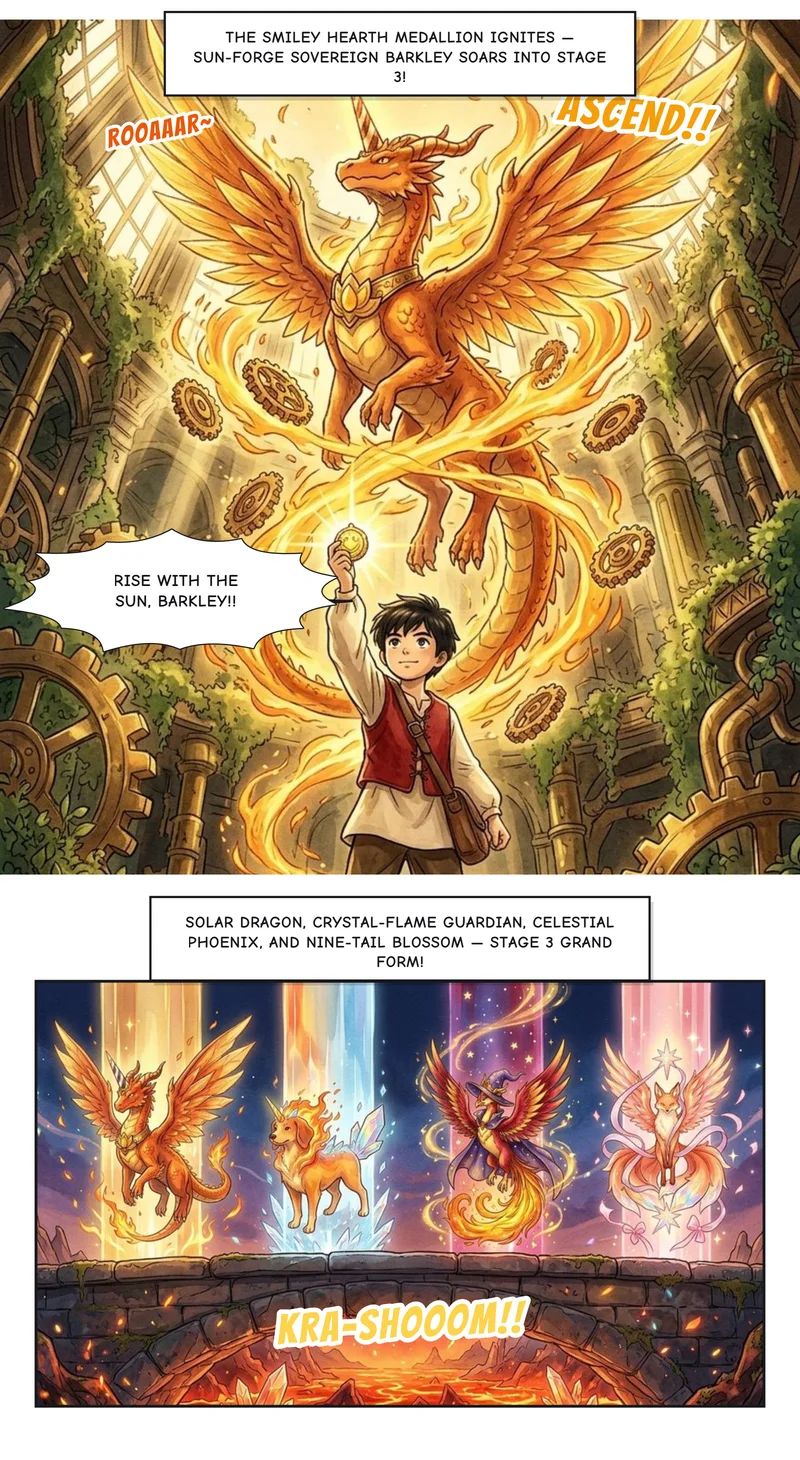 THE SMILEY HEARTH MEDALLION IGNITES —
SUN-FORGE SOVEREIGN BARKLEY SOARS INTO STAGE
3!
ROOAAAR~
ASCEND!!
RISE WITH THE
SUN, BARKLEY!!
SOLAR DRAGON, CRYSTAL-FLAME GUARDIAN, CELESTIAL
PHOENIX, AND NINE-TAIL BLOSSOM — STAGE 3 GRAND
FORM!
KRA-SHOOOM!!